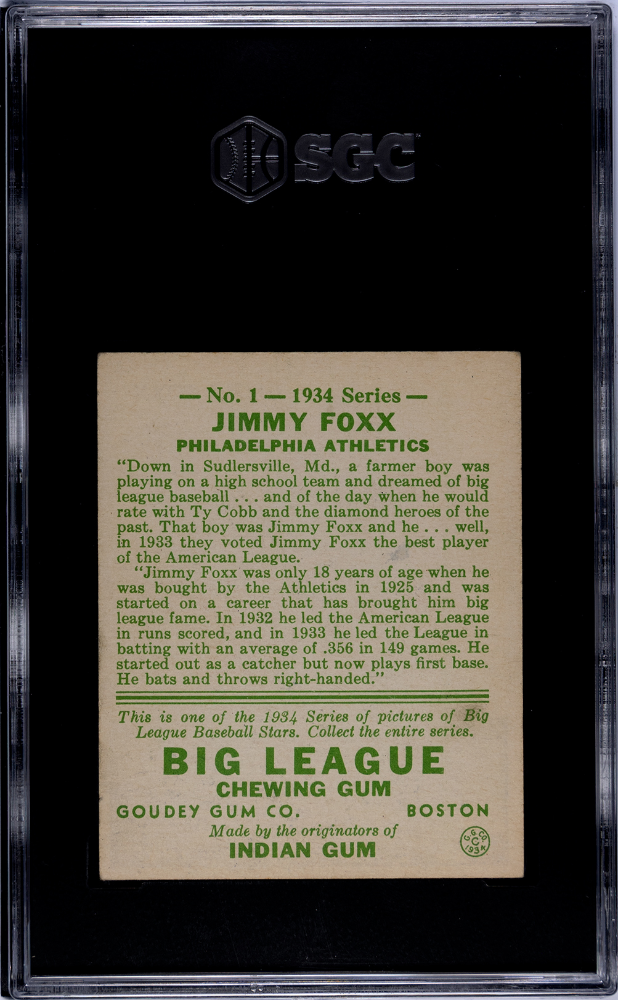 SGC
— No. 1 — 1934 Series —
JIMMY FOXX
PHILADELPHIA ATHLETICS
"Down in Sudlersville, Md., a farmer boy was
playing on a high school team and dreamed of big
league baseball . . . and of the day when he would
rate with Ty Cobb and the diamond heroes of the
past. That boy was Jimmy Foxx and he . . . well,
in 1933 they voted Jimmy Foxx the best player
of the American League.
"Jimmy Foxx was only 18 years of age when he
was bought by the Athletics in 1925 and was
started on a career that has brought him big
league fame. In 1932 he led the American League
in runs scored, and in 1933 he led the League in
batting with an average of .356 in 149 games. He
started out as a catcher but now plays first base.
He bats and throws right-handed."
This is one of the 1934 Series of pictures of Big
League Baseball Stars. Collect the entire series.
BIG LEAGUE
CHEWING GUM
GOUDEY GUM CO. BOSTON
Made by the originators of
INDIAN GUM
G.G.CO.
C
1934